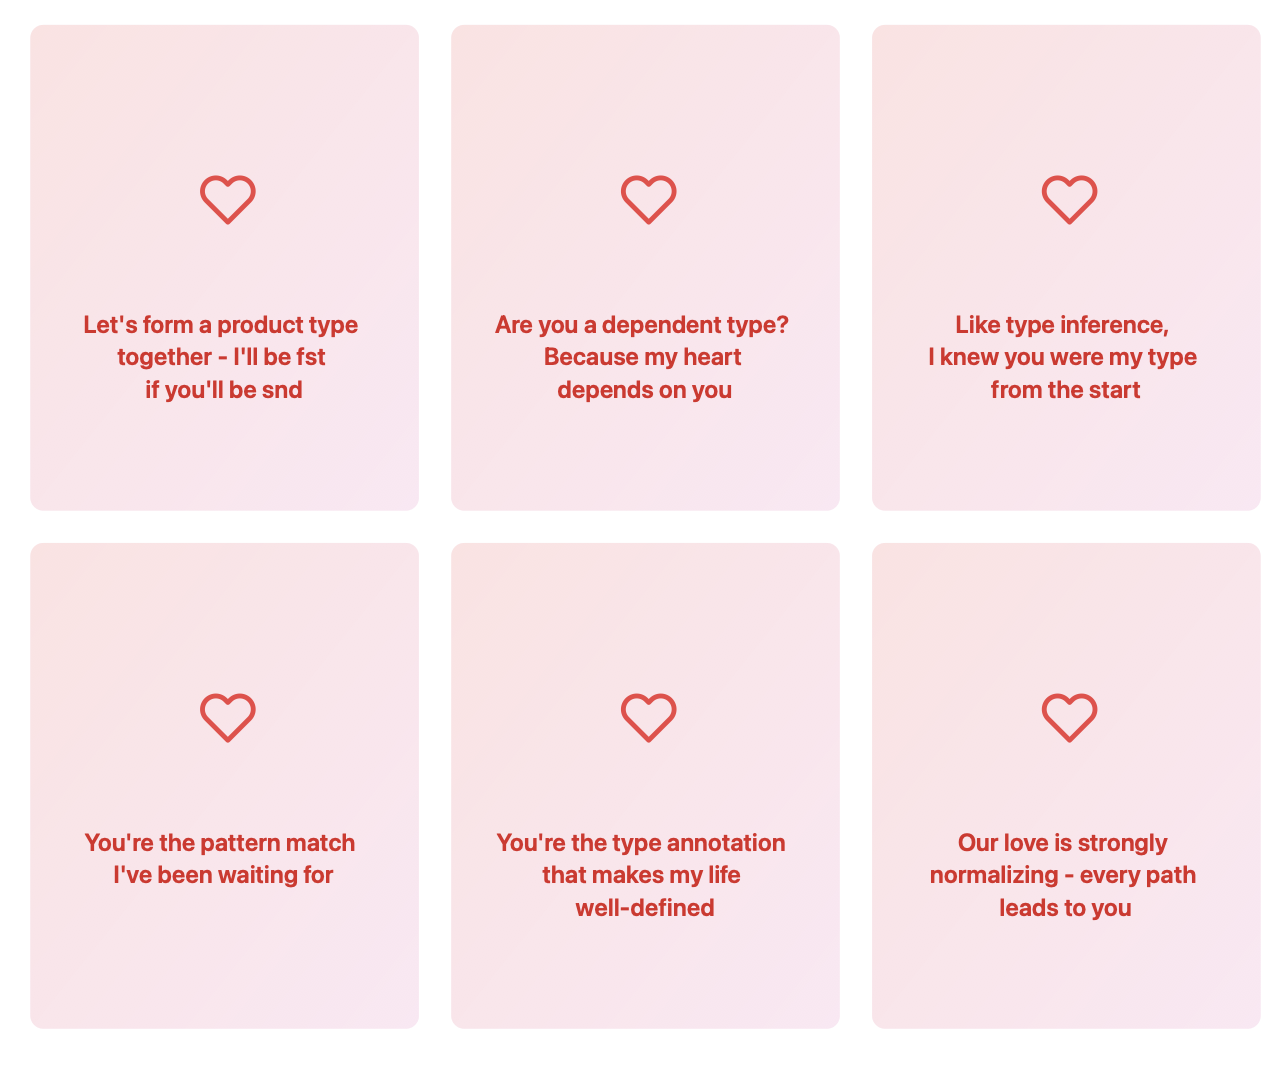 Let's form a product type
together - I'll be fst
if you'll be snd
Are you a dependent type?
Because my heart
depends on you
Like type inference,
I knew you were my type
from the start
You're the pattern match
I've been waiting for
You're the type annotation
that makes my life
well-defined
Our love is strongly
normalizing - every path
leads to you